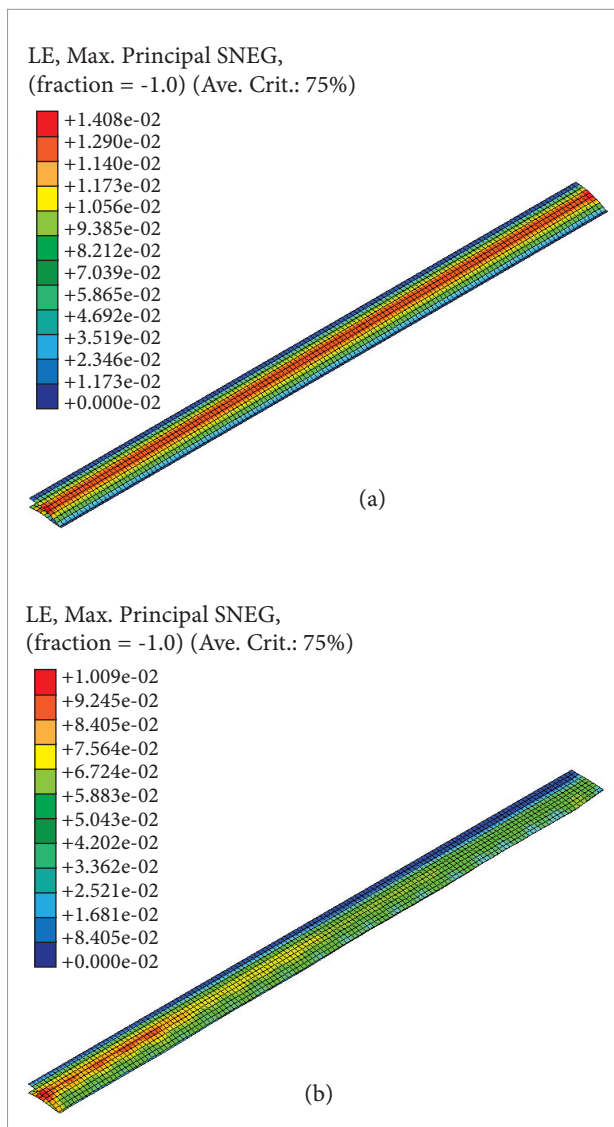 LE, Max. Principal SNEG,
(fraction = -1.0) (Ave. Crit.: 75%)
+1.408e-02
+1.290e-02
+1.140e-02
+1.173e-02
+1.056e-02
+9.385e-02
+8.212e-02
+7.039e-02
+5.865e-02
+4.692e-02
+3.519e-02
+2.346e-02
+1.173e-02
+0.000e-02
(a)
LE, Max. Principal SNEG,
(fraction = -1.0) (Ave. Crit.: 75%)
+1.009e-02
+9.245e-02
+8.405e-02
+7.564e-02
+6.724e-02
+5.883e-02
+5.043e-02
+4.202e-02
+3.362e-02
+2.521e-02
+1.681e-02
+8.405e-02
+0.000e-02
(b)